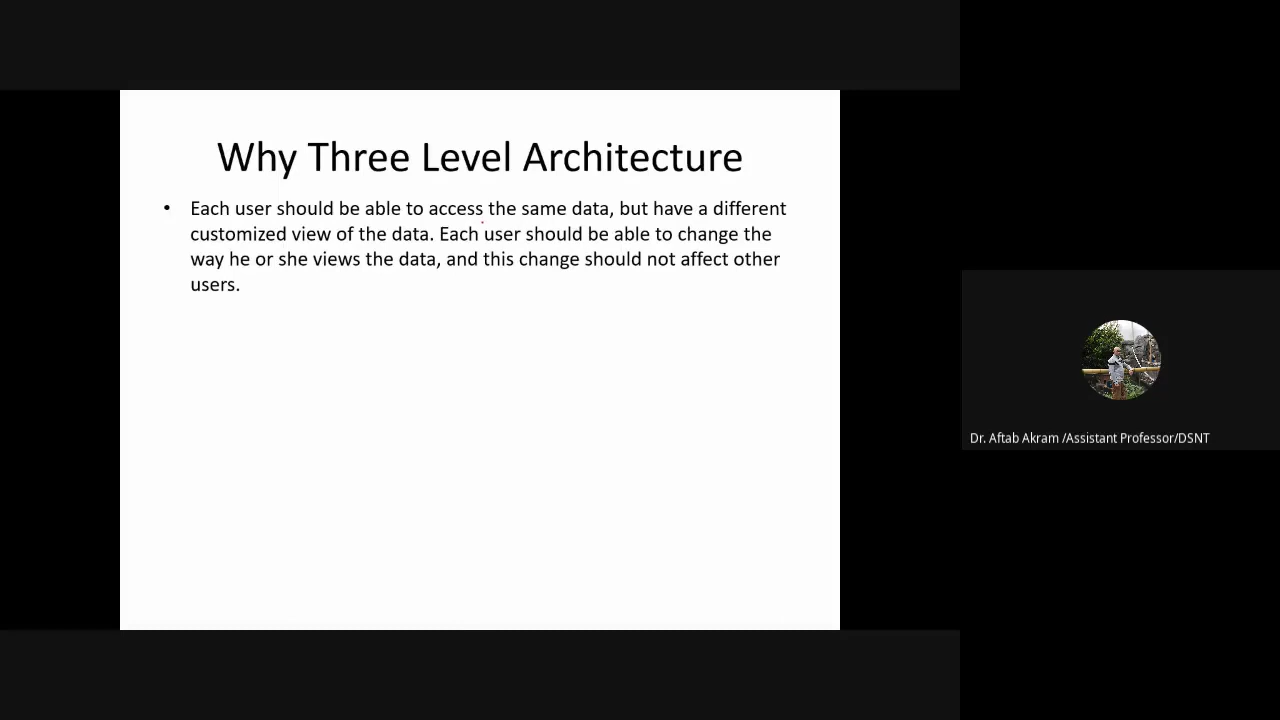 Why Three Level Architecture
• Each user should be able to access the same data, but have a different
customized view of the data. Each user should be able to change the
way he or she views the data, and this change should not affect other
users.
Dr. Aftab Akram /Assistant Professor/DSNT